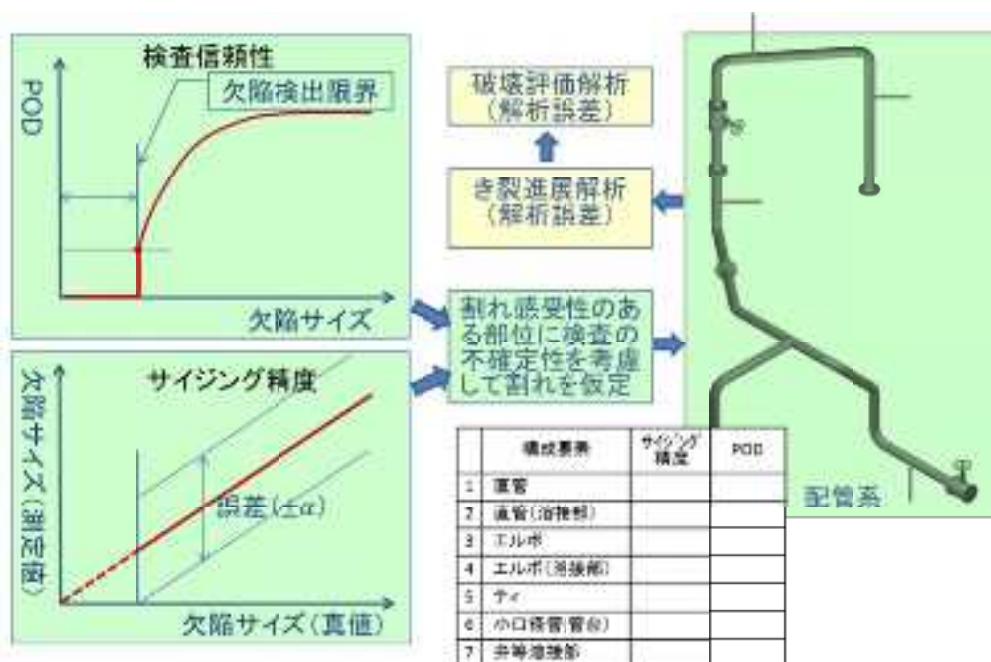 検査信頼性
欠陥検出限界
POD
欠陥サイズ
サイジング精度
欠陥サイズ(測定値)
誤差(±α)
欠陥サイズ(真値)
破壊評価解析
(解析誤差)
き裂進展解析
(解析誤差)
割れ感受性のあ
る部位に検査の
不確定性を考慮
して割れを仮定
配管系
構成要素 サイジング精度 POD
1 直管
2 直管(溶接部)
3 エルボ
4 エルボ(溶接部)
5 ティ
6 小口径管(管台)
7 弁等溶接部